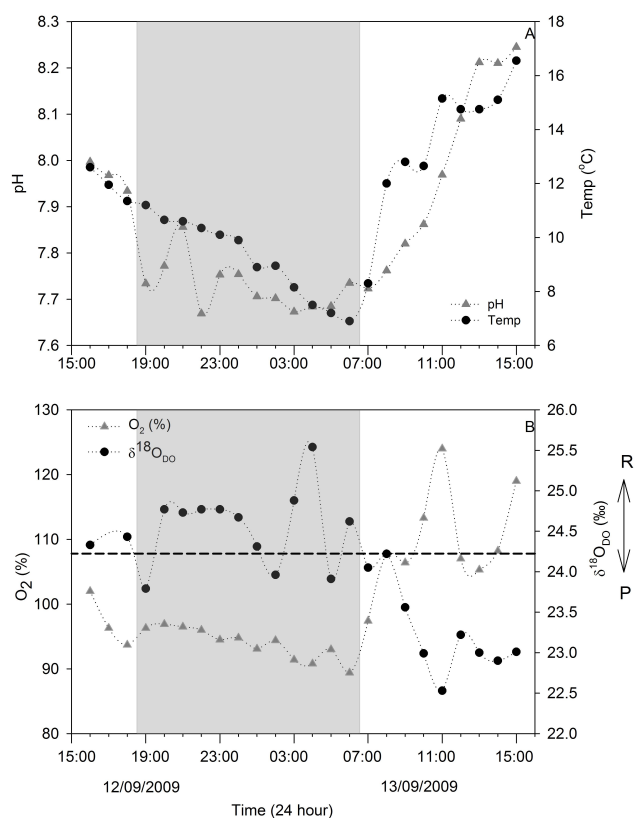 A
pH
8.3
8.2
8.1
8.0
7.9
7.8
7.7
7.6
18
16
14
12
10
8
6
Temp (°C)
pH
Temp
15:00 19:00 23:00 03:00 07:00 11:00 15:00
B
O2 (%)
130
120
110
100
90
80
O2 (%)
δ18ODO
26.0
25.5
25.0
24.5
24.0
23.5
23.0
22.5
22.0
δ18ODO (‰)
R
P
15:00 19:00 23:00 03:00 07:00 11:00 15:00
12/09/2009 13/09/2009
Time (24 hour)